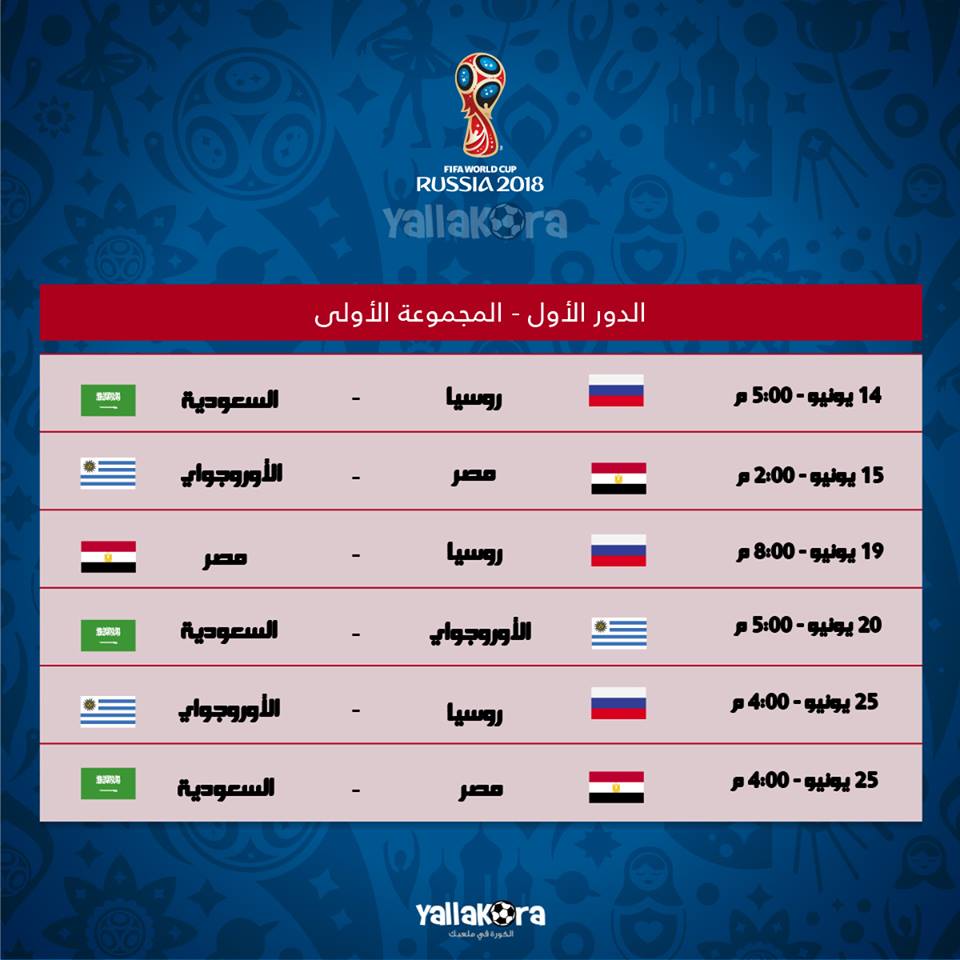 FIFA WORLD CUP
RUSSIA 2018
Yallakora
الدور الأول - المجموعة الأولى
14 يونيو - 5:00 م روسيا - السعودية
15 يونيو - 2:00 م مصر - الأوروجواي
19 يونيو - 8:00 م روسيا - مصر
20 يونيو - 5:00 م الأوروجواي - السعودية
25 يونيو - 4:00 م روسيا - الأوروجواي
25 يونيو - 4:00 م مصر - السعودية
Yallakora
الكورة في ملعبك